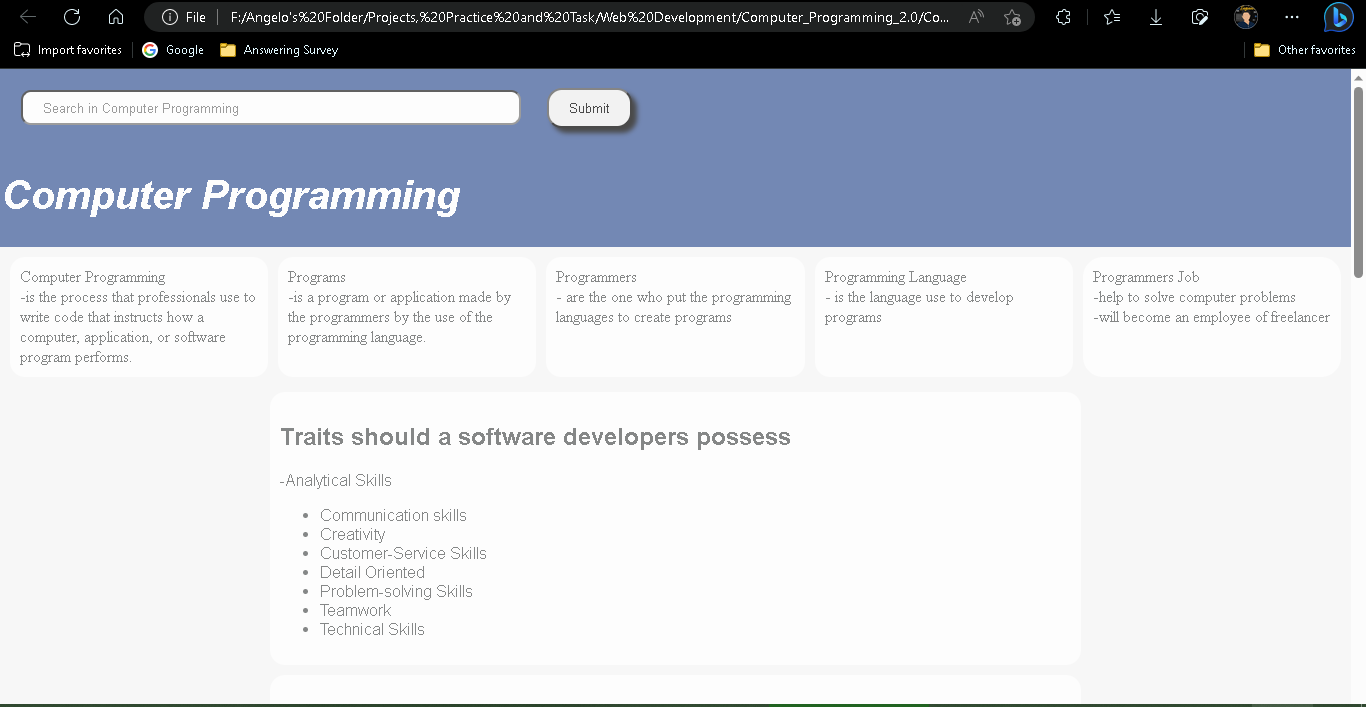 File
F:/Angelo's%20Folder/Projects,%20Practice%20and%20Task/Web%20Development/Computer_Programming_2.0/Co...
Import favorites
Google
Answering Survey
Other favorites
Search in Computer Programming
Submit
Computer Programming
Computer Programming
-is the process that professionals use to
write code that instructs how a
computer, application, or software
program performs.
Programs
-is a program or application made by
the programmers by the use of the
programming language.
Programmers
- are the one who put the programming
languages to create programs
Programming Language
- is the language use to develop
programs
Programmers Job
-help to solve computer problems
-will become an employee of freelancer
Traits should a software developers possess
-Analytical Skills
• Communication skills
• Creativity
• Customer-Service Skills
• Detail Oriented
• Problem-solving Skills
• Teamwork
• Technical Skills